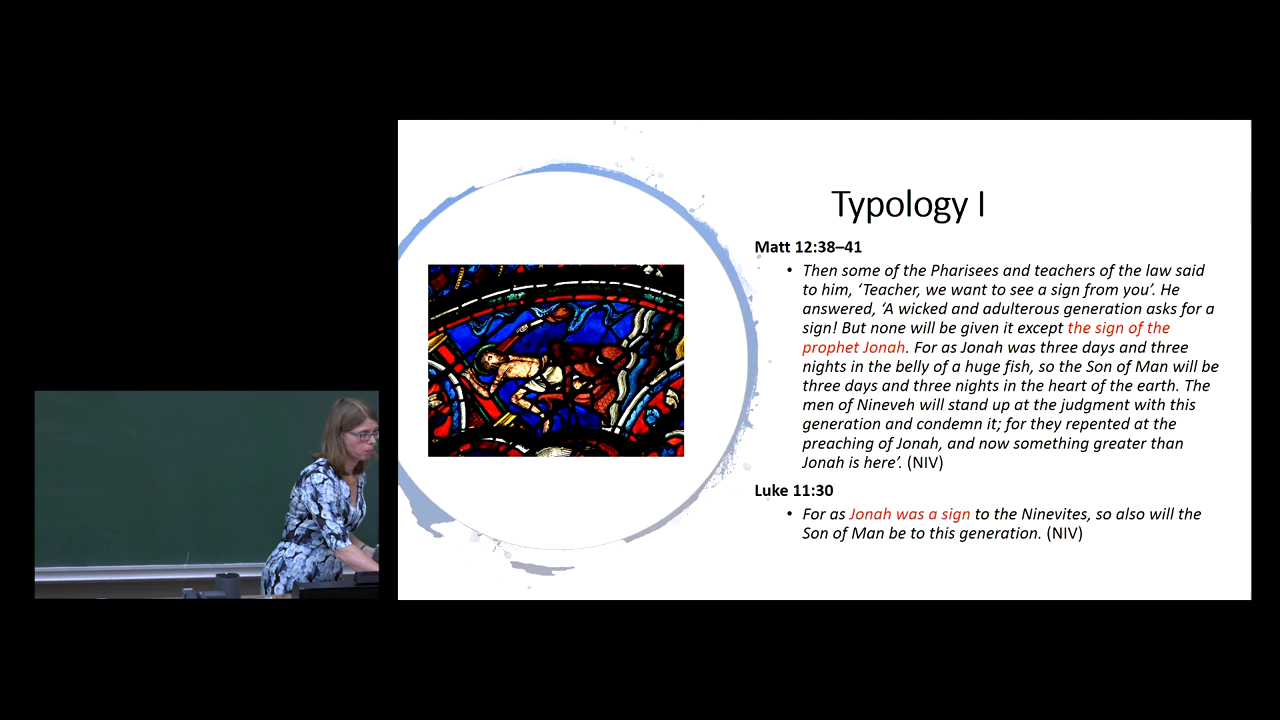 Typology I
Matt 12:38–41
• Then some of the Pharisees and teachers of the law said
to him, ‘Teacher, we want to see a sign from you’. He
answered, ‘A wicked and adulterous generation asks for a
sign! But none will be given it except the sign of the
prophet Jonah. For as Jonah was three days and three
nights in the belly of a huge fish, so the Son of Man will be
three days and three nights in the heart of the earth. The
men of Nineveh will stand up at the judgment with this
generation and condemn it; for they repented at the
preaching of Jonah, and now something greater than
Jonah is here’. (NIV)
Luke 11:30
• For as Jonah was a sign to the Ninevites, so also will the
Son of Man be to this generation. (NIV)